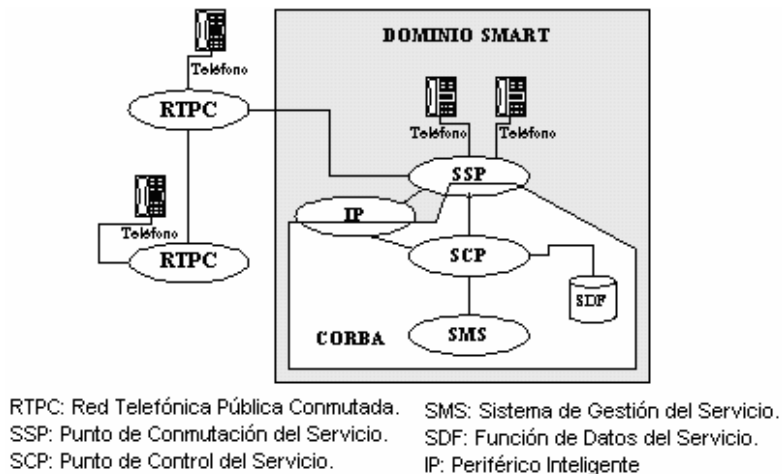 DOMINIO SMART
Teléfono
RTPC
Teléfono
Teléfono
SSP
Teléfono
RTPC
IP
SCP
SDF
CORBA
SMS
RTPC: Red Telefónica Pública Conmutada.
SSP: Punto de Conmutación del Servicio.
SCP: Punto de Control del Servicio.
SMS: Sistema de Gestión del Servicio.
SDF: Función de Datos del Servicio.
IP: Periférico Inteligente